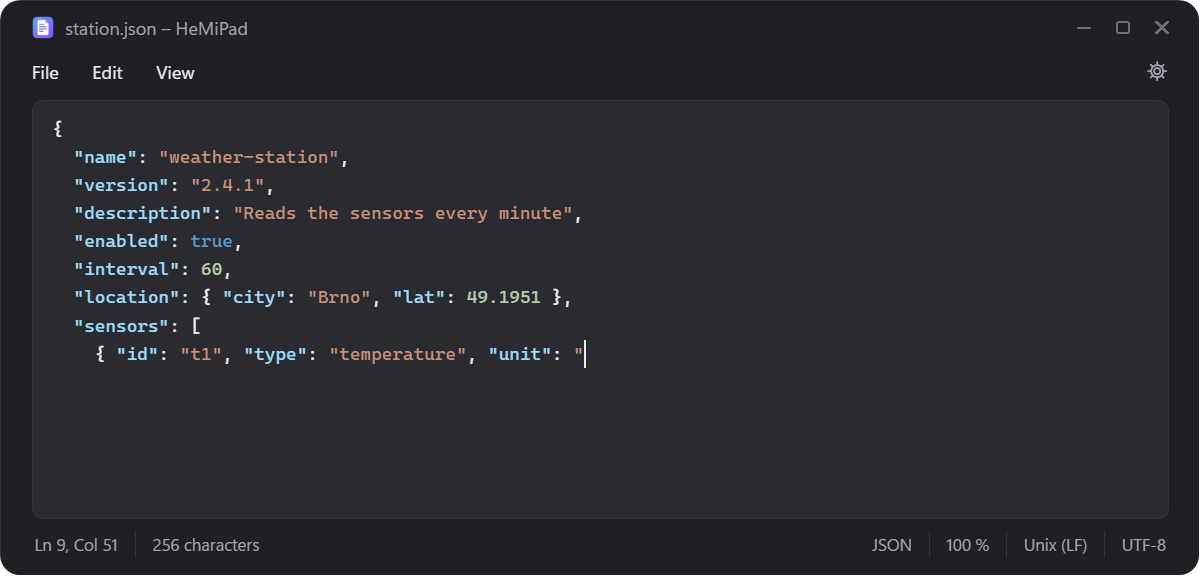 station.json – HeMiPad
File Edit View
{
  "name": "weather-station",
  "version": "2.4.1",
  "description": "Reads the sensors every minute",
  "enabled": true,
  "interval": 60,
  "location": { "city": "Brno", "lat": 49.1951 },
  "sensors": [
    { "id": "t1", "type": "temperature", "unit": "
Ln 9, Col 51 256 characters JSON 100 % Unix (LF) UTF-8